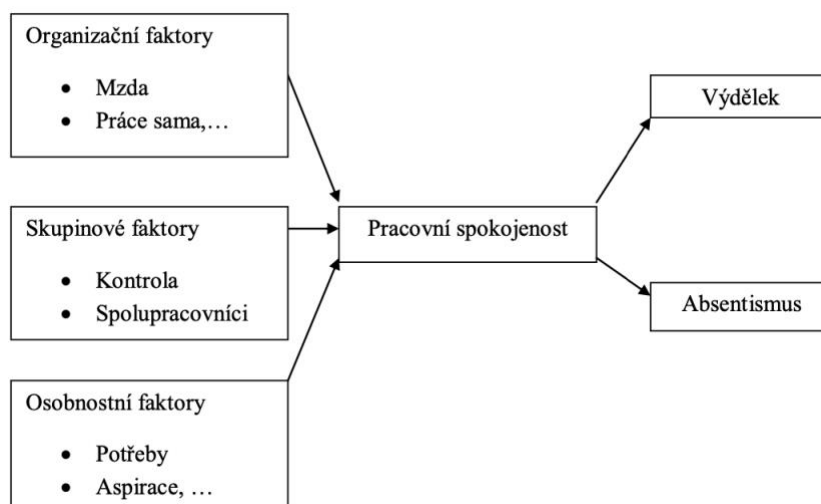 Organizační faktory
• Mzda
• Práce sama,…
Skupinové faktory
• Kontrola
• Spolupracovníci
Osobnostní faktory
• Potřeby
• Aspirace, …
Pracovní spokojenost
Výdělek
Absentismus